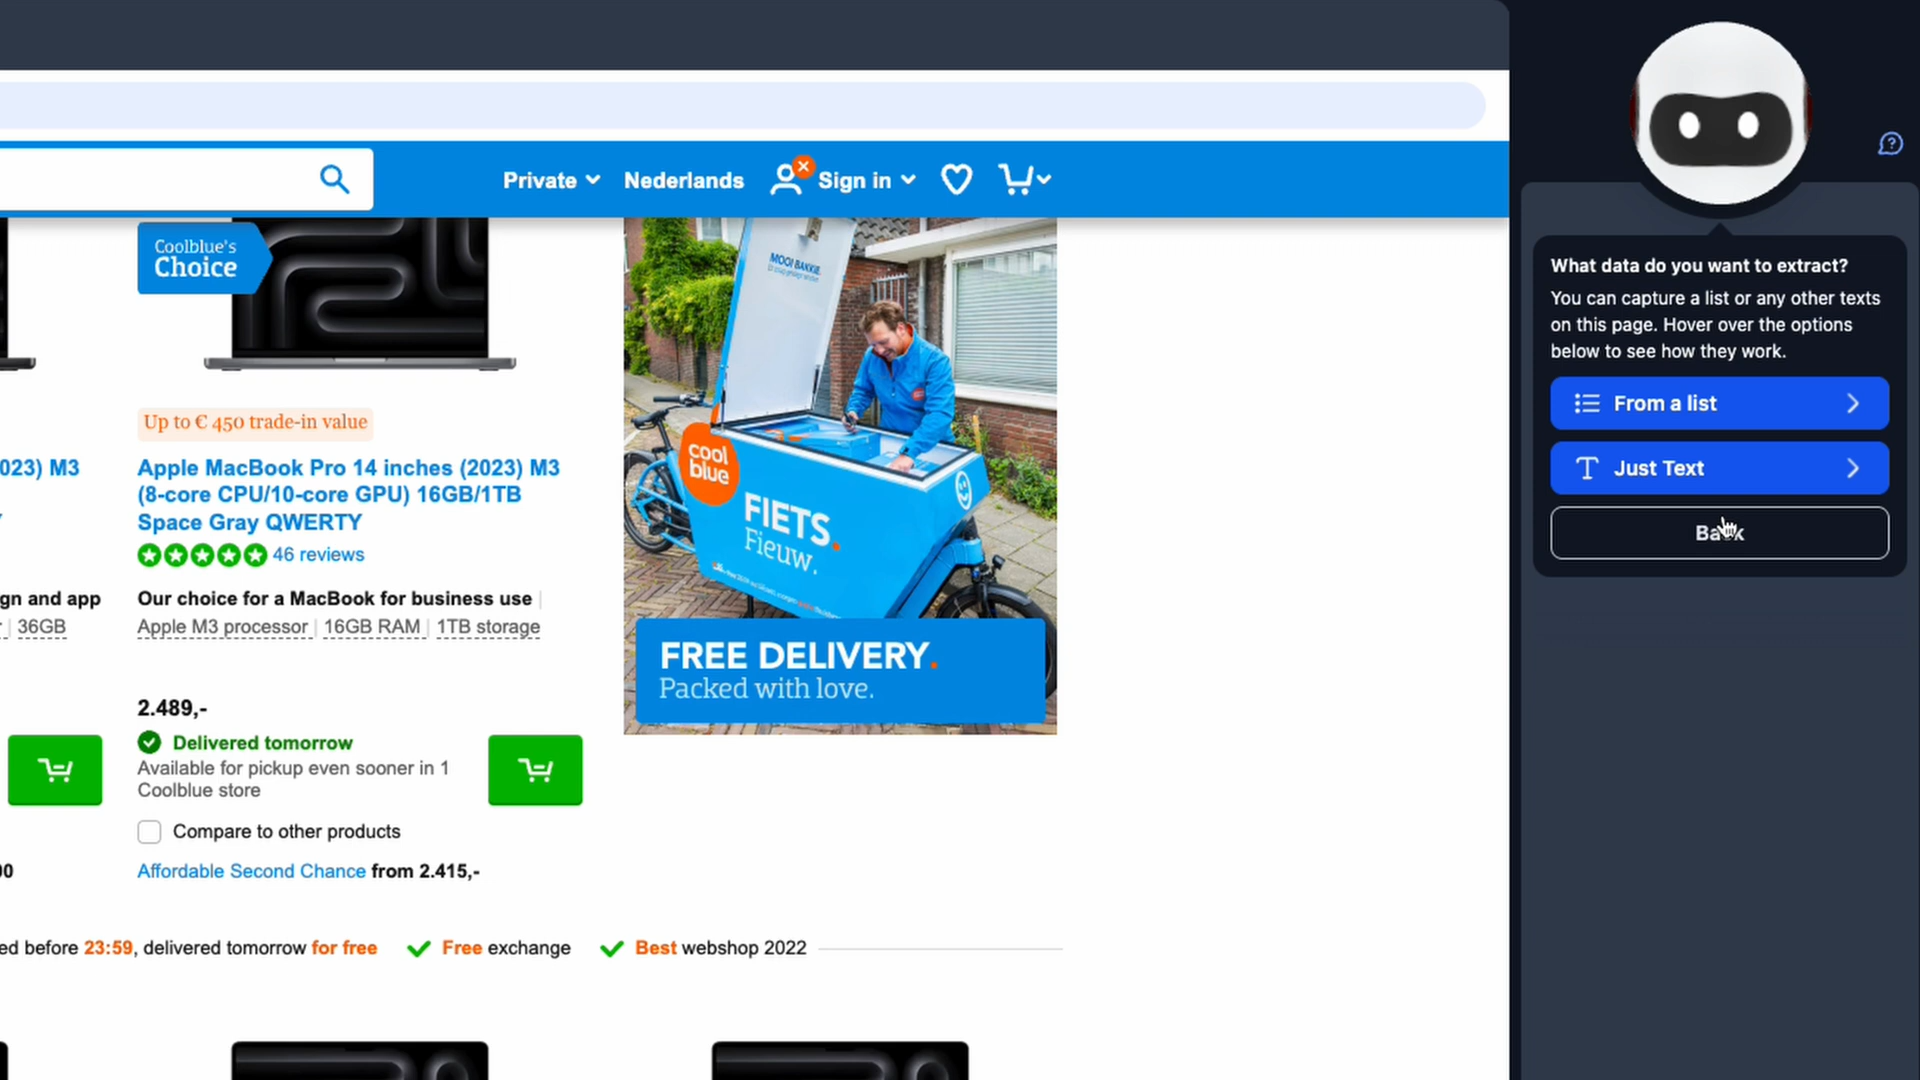 Private
Nederlands
Sign in
Coolblue's
Choice
MOOI BAKKIE.
Up to € 450 trade-in value
023) M3
Apple MacBook Pro 14 inches (2023) M3
(8-core CPU/10-core GPU) 16GB/1TB
Space Gray QWERTY
46 reviews
gn and app
36GB
Our choice for a MacBook for business use
Apple M3 processor | 16GB RAM | 1TB storage
cool
blue
FIETS.
Fieuw.
FREE DELIVERY.
Packed with love.
2.489,-
Delivered tomorrow
Available for pickup even sooner in 1
Coolblue store
Compare to other products
00
Affordable Second Chance from 2.415,-
ed before 23:59, delivered tomorrow for free
Free exchange
Best webshop 2022
What data do you want to extract?
You can capture a list or any other texts
on this page. Hover over the options
below to see how they work.
From a list
Just Text
Back